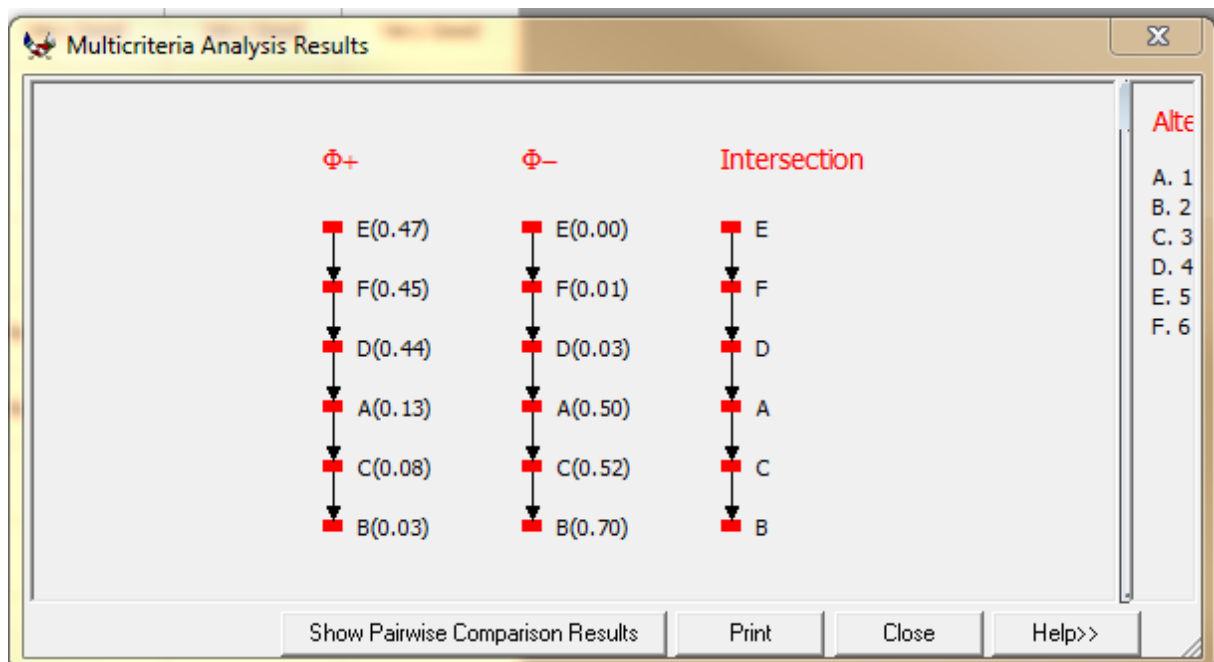 Multicriteria Analysis Results
Φ+ Φ− Intersection
E(0.47) E(0.00) E
F(0.45) F(0.01) F
D(0.44) D(0.03) D
A(0.13) A(0.50) A
C(0.08) C(0.52) C
B(0.03) B(0.70) B
Alte
A. 1
B. 2
C. 3
D. 4
E. 5
F. 6
Show Pairwise Comparison Results Print Close Help>>